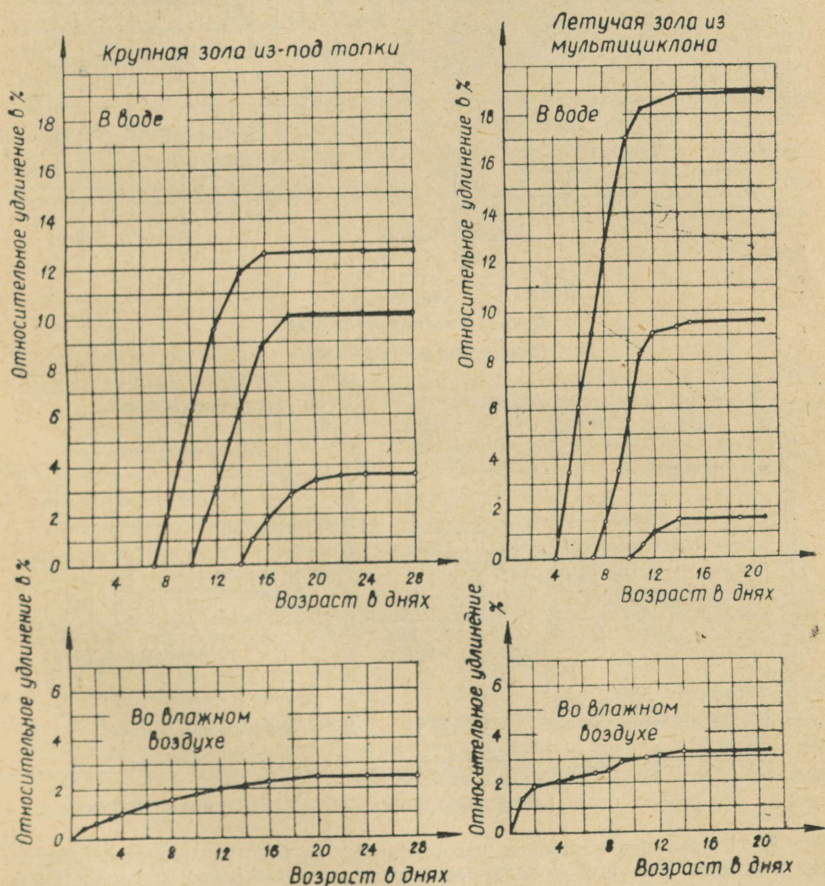 Крупная зола из-под топки
Относительное удлинение в %
В воде
18
16
14
12
10
8
6
4
2
0
4 8 12 16 20 24 28
Возраст в днях
Летучая зола из
мультициклона
Относительное удлинение в %
В воде
18
16
14
12
10
8
6
4
2
0
4 8 12 16 20
Возраст в днях
Относительное удлинение в %
Во влажном
воздухе
6
4
2
0
4 8 12 16 20 24 28
Возраст в днях
Относительное удлинение
%
Во влажном
воздухе
6
4
2
0
4 8 12 16 20
Возраст в днях